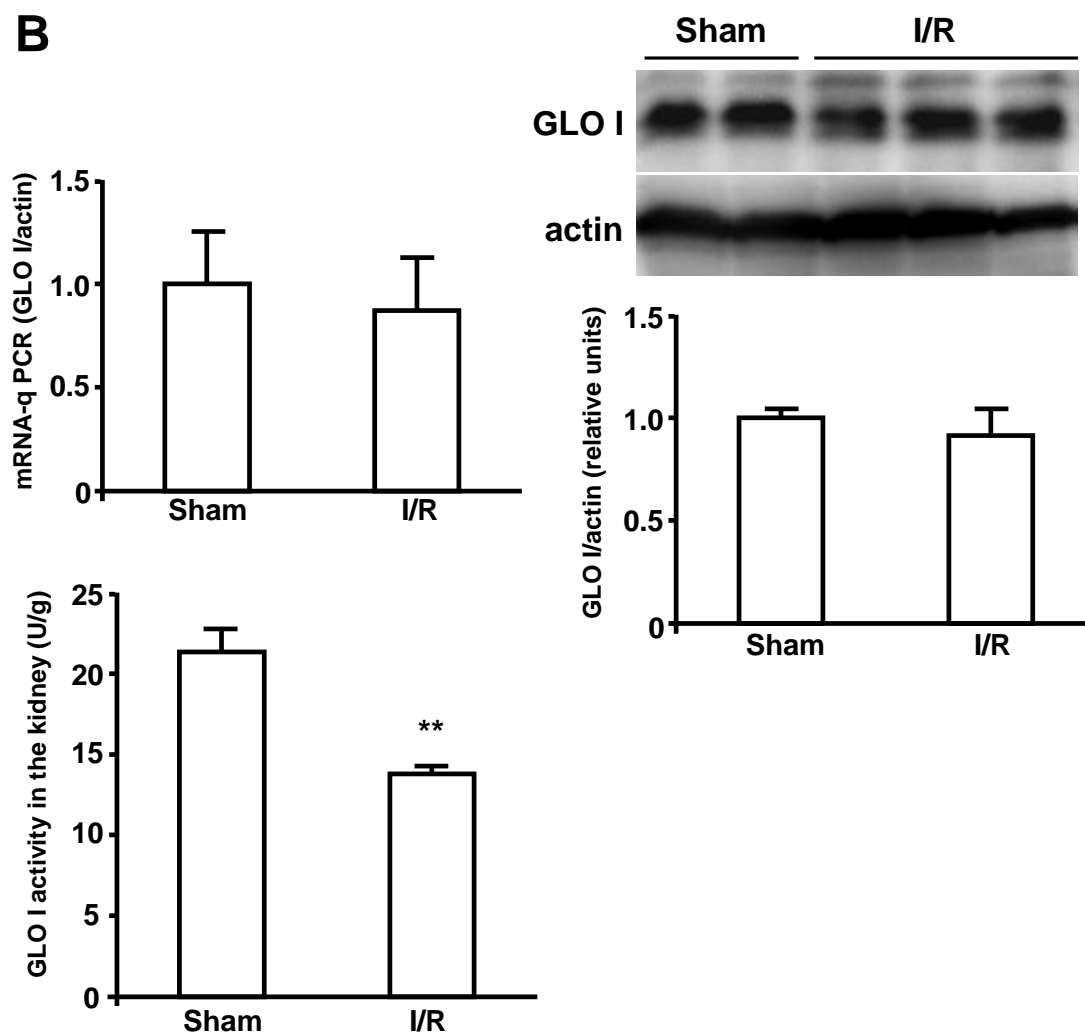 B
Sham I/R
GLO I
actin
mRNA-q PCR (GLO I/actin)
1.5
1.0
0.5
0
Sham I/R
GLO I/actin (relative units)
1.5
1.0
0.5
0
Sham I/R
GLO I activity in the kidney (U/g)
25
20
15
10
5
0
**
Sham I/R